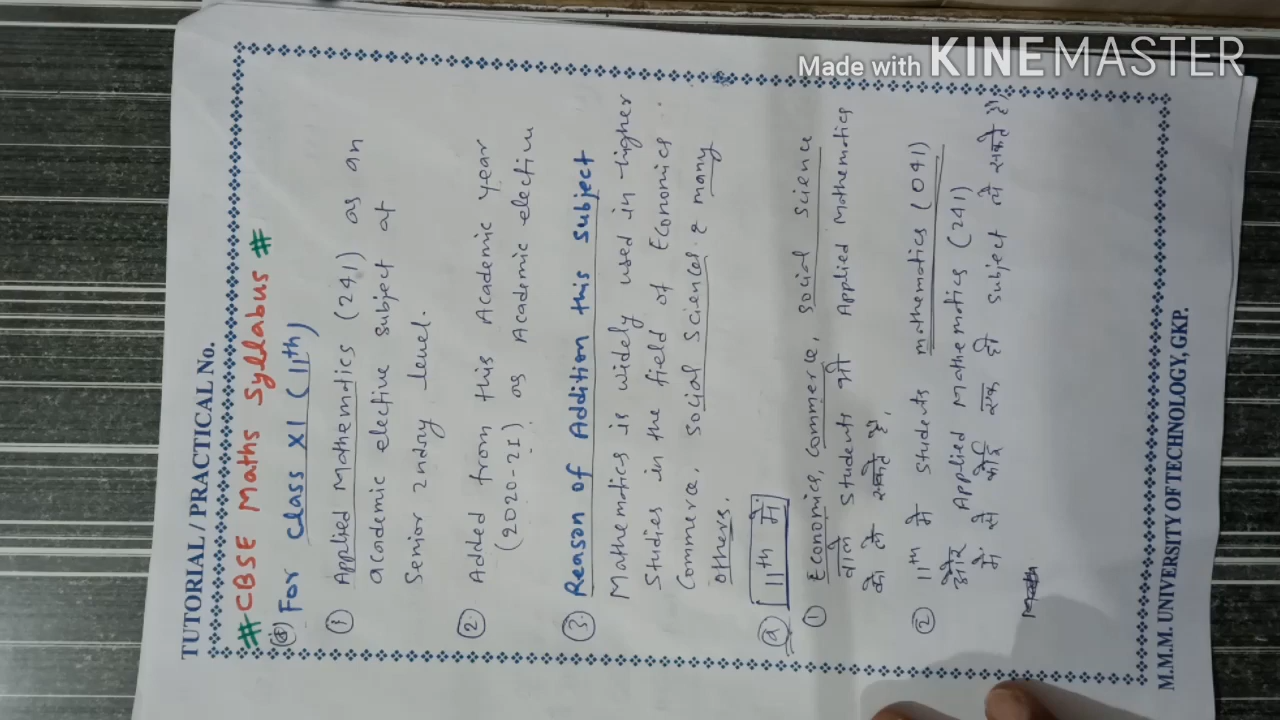 Made with KINEMASTER
TUTORIAL / PRACTICAL No.
# CBSE Maths Syllabus #
(*) For Class XI (11th)
① Applied Mathematics (241) as an
academic elective subject at
Senior 2ndry level.
② Added from this Academic year
(2020-21) as Academic elective
③ Reason of Addition this subject
Mathematics is widely used in higher
Studies in the field of Economics..
Commerce, Social Sciences & many
others.
(a) 11th में
① Economics, commerce, social science
वाले students भी Applied Mathematics
को ले सकते है,
② 11th मे students mathematics (041)
और Applied Mathematics (241)
मे से कोई एक ही subject ले सकते है,
M.M.M. UNIVERSITY OF TECHNOLOGY, GKP.